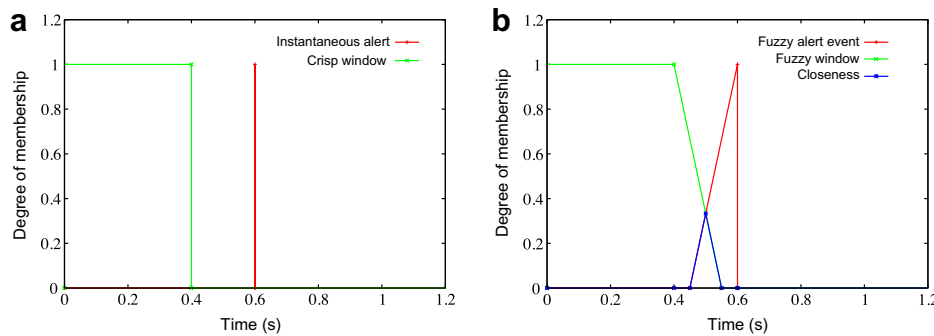 a
1.2
1
0.8
0.6
0.4
0.2
0
Degree of membership
Instantaneous alert
Crisp window
0 0.2 0.4 0.6 0.8 1 1.2
Time (s)
b
1.2
1
0.8
0.6
0.4
0.2
0
Degree of membership
Fuzzy alert event
Fuzzy window
Closeness
0 0.2 0.4 0.6 0.8 1 1.2
Time (s)